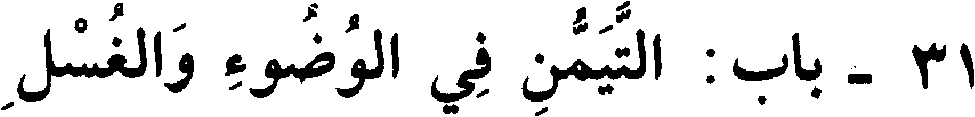 ٣١ ـ باب: التَّيَمُّنِ فِي الوُضُوءِ وَالغُسْلِ